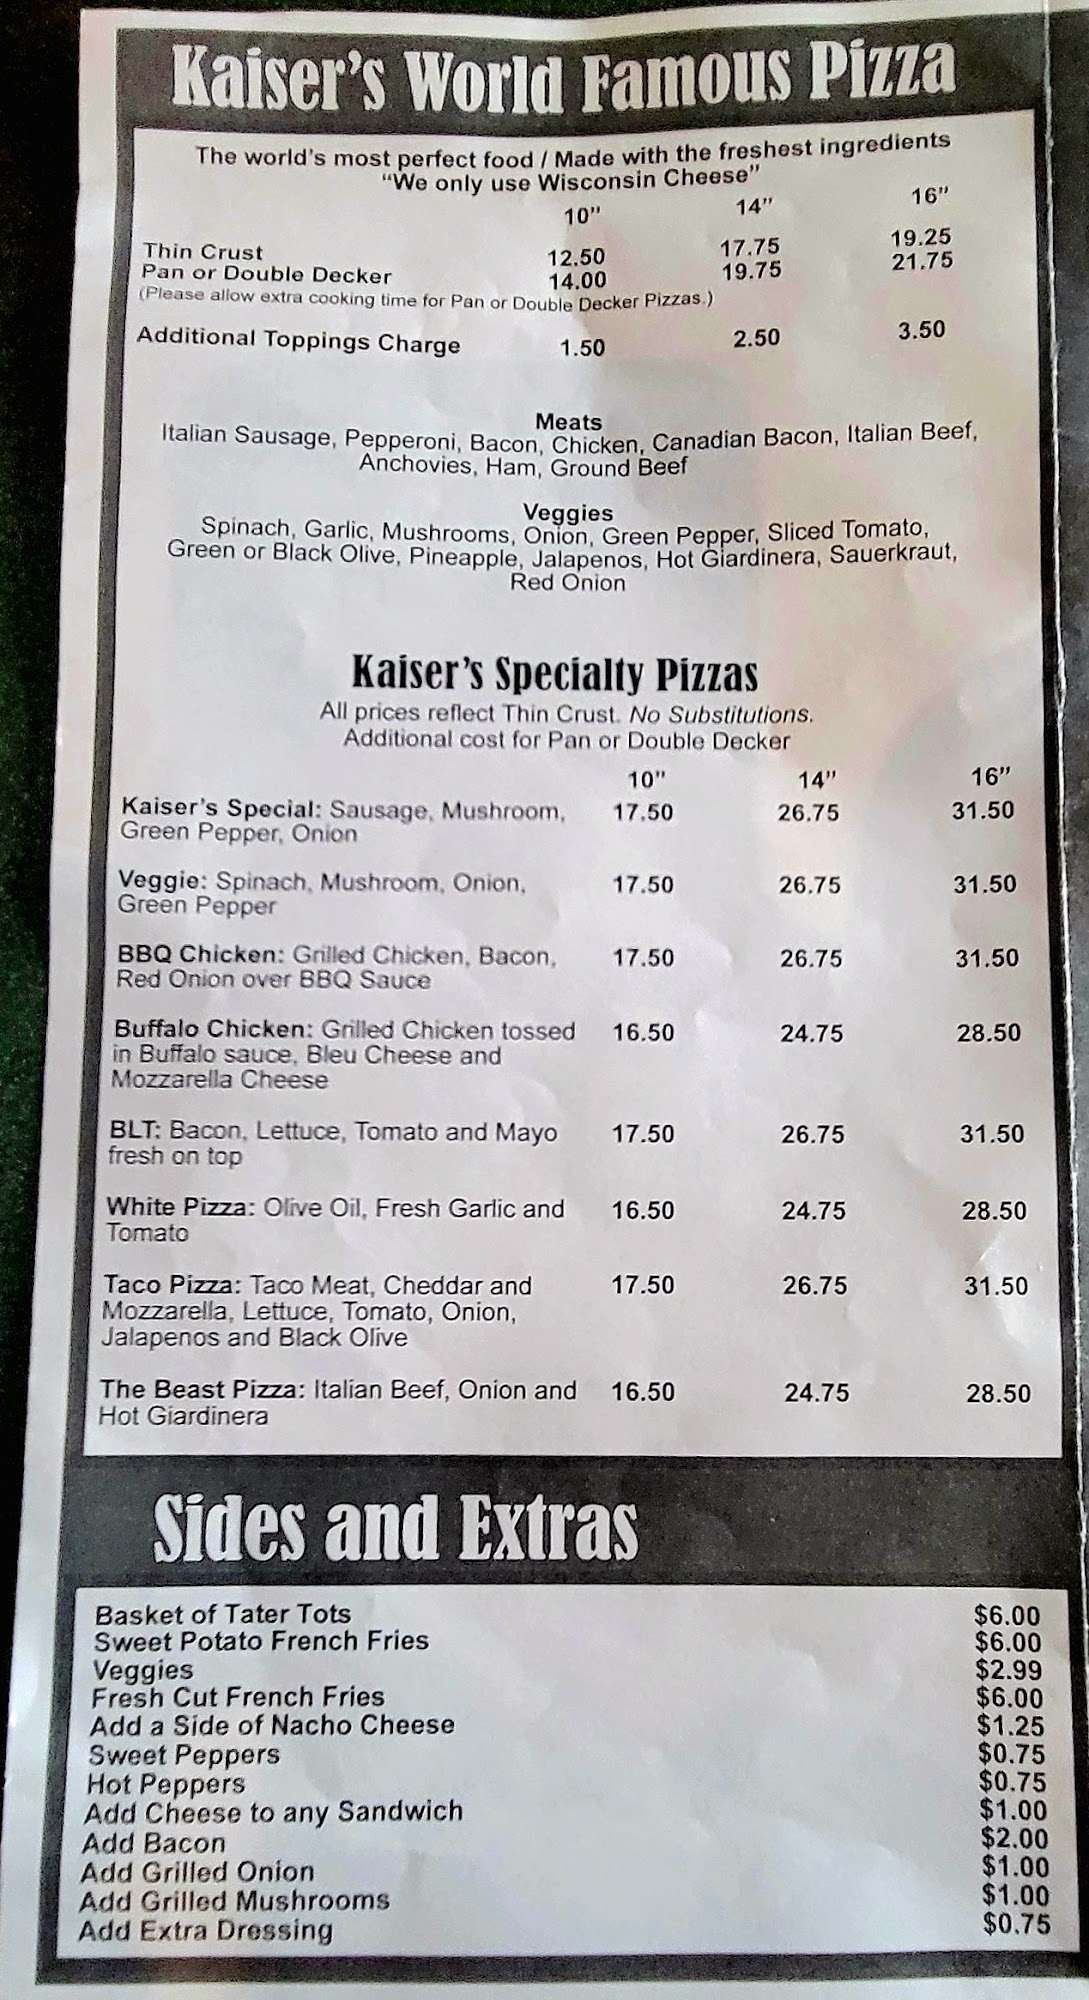 Kaiser's World Famous Pizza
The world's most perfect food / Made with the freshest ingredients
"We only use Wisconsin Cheese"
10" 14" 16"
Thin Crust 12.50 17.75 19.25
Pan or Double Decker 14.00 19.75 21.75
(Please allow extra cooking time for Pan or Double Decker Pizzas.)
Additional Toppings Charge 1.50 2.50 3.50
Meats
Italian Sausage, Pepperoni, Bacon, Chicken, Canadian Bacon, Italian Beef,
Anchovies, Ham, Ground Beef
Veggies
Spinach, Garlic, Mushrooms, Onion, Green Pepper, Sliced Tomato,
Green or Black Olive, Pineapple, Jalapenos, Hot Giardinera, Sauerkraut,
Red Onion
Kaiser's Specialty Pizzas
All prices reflect Thin Crust. No Substitutions.
Additional cost for Pan or Double Decker
10" 14" 16"
Kaiser's Special: Sausage, Mushroom, 17.50 26.75 31.50
Green Pepper, Onion
Veggie: Spinach, Mushroom, Onion, 17.50 26.75 31.50
Green Pepper
BBQ Chicken: Grilled Chicken, Bacon, 17.50 26.75 31.50
Red Onion over BBQ Sauce
Buffalo Chicken: Grilled Chicken tossed 16.50 24.75 28.50
in Buffalo sauce, Bleu Cheese and
Mozzarella Cheese
BLT: Bacon, Lettuce, Tomato and Mayo 17.50 26.75 31.50
fresh on top
White Pizza: Olive Oil, Fresh Garlic and 16.50 24.75 28.50
Tomato
Taco Pizza: Taco Meat, Cheddar and 17.50 26.75 31.50
Mozzarella, Lettuce, Tomato, Onion,
Jalapenos and Black Olive
The Beast Pizza: Italian Beef, Onion and 16.50 24.75 28.50
Hot Giardinera
Sides and Extras
Basket of Tater Tots $6.00
Sweet Potato French Fries $6.00
Veggies $2.99
Fresh Cut French Fries $6.00
Add a Side of Nacho Cheese $1.25
Sweet Peppers $0.75
Hot Peppers $0.75
Add Cheese to any Sandwich $1.00
Add Bacon $2.00
Add Grilled Onion $1.00
Add Grilled Mushrooms $1.00
Add Extra Dressing $0.75